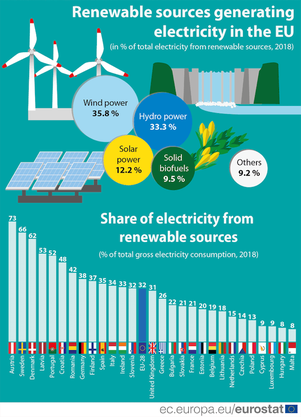 Renewable sources generating
electricity in the EU
(in % of total electricity from renewable sources, 2018)
Wind power
35.8 %
Hydro power
33.3 %
Solar
power
12.2 %
Solid
biofuels
9.5 %
Others
9.2 %
Share of electricity from
renewable sources
(% of total gross electricity consumption, 2018)
73 66 62 53 52 48 42 38 37 35 34 33 32 32 31 26 22 21 21 20 19 18 15 14 13 9 9 8 8
Austria
Sweden
Denmark
Latvia
Portugal
Croatia
Romania
Germany
Finland
Spain
Italy
Ireland
Slovenia
EU-28
United Kingdom
Greece
Bulgaria
Slovakia
France
Estonia
Belgium
Lithuania
Netherlands
Czechia
Poland
Cyprus
Luxembourg
Hungary
Malta
ec.europa.eu/eurostat